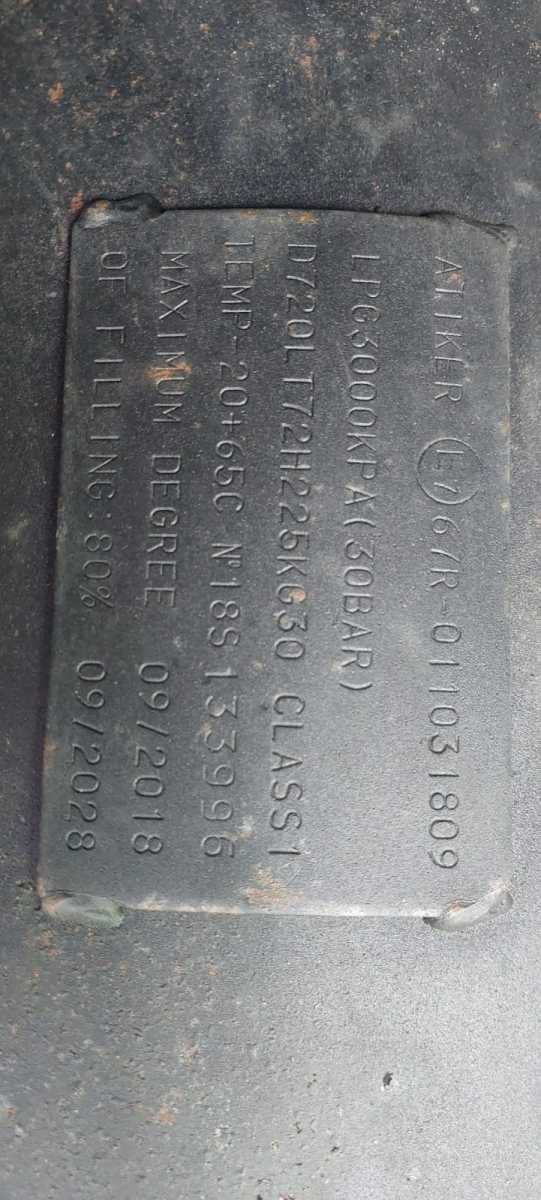 ATIKER E7 67R-01 1031809
LPG3000KPA(30BAR)
D720LT72H225KG30 CLASS1
TEMP-20+65C N°18S133996
MAXIMUM DEGREE 09/2018
OF FILLING:80% 09/2028